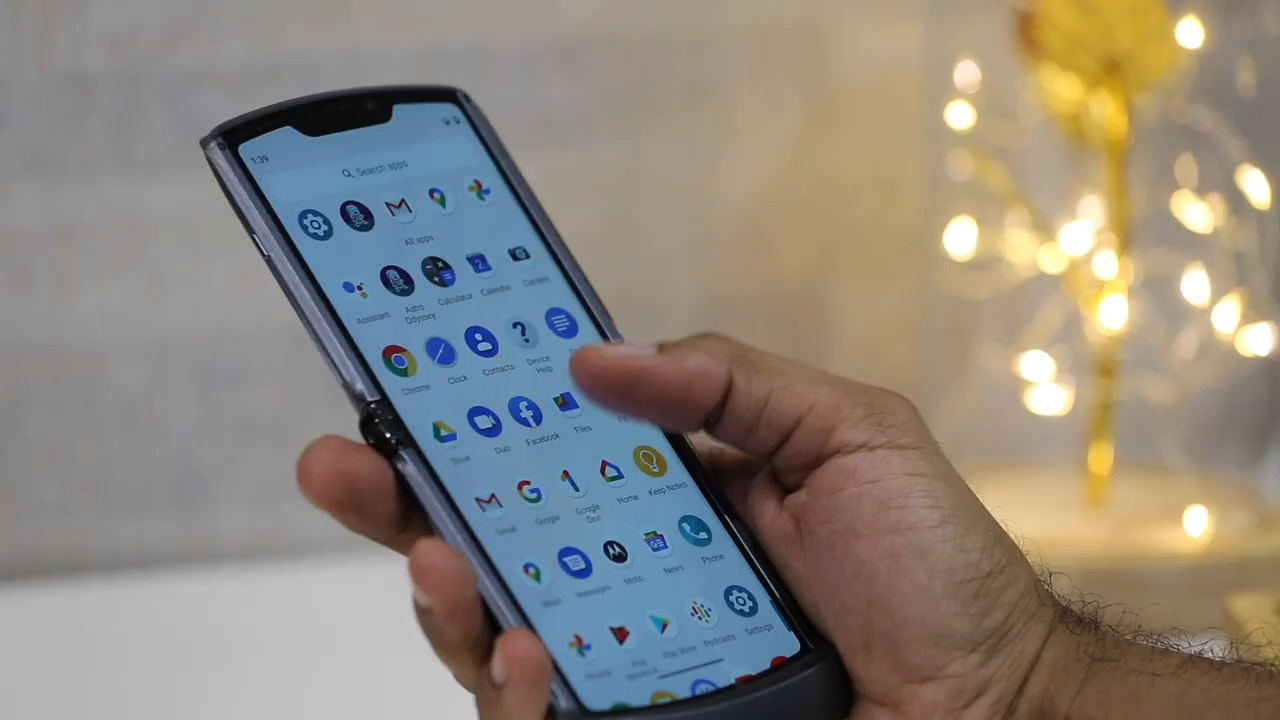 1:39
Search apps
All apps
Assistant
Astro
Odyssey
Calculator
Calendar
2
Camera
Chrome
Clock
Contacts
Device
Help
Drive
Duo
Facebook
Files
Gmail
Google
Google
One
Home
Keep Notes
Maps
Messages
Moto
News
Phone
Photos
Play
Play Store
Podcasts
Settings